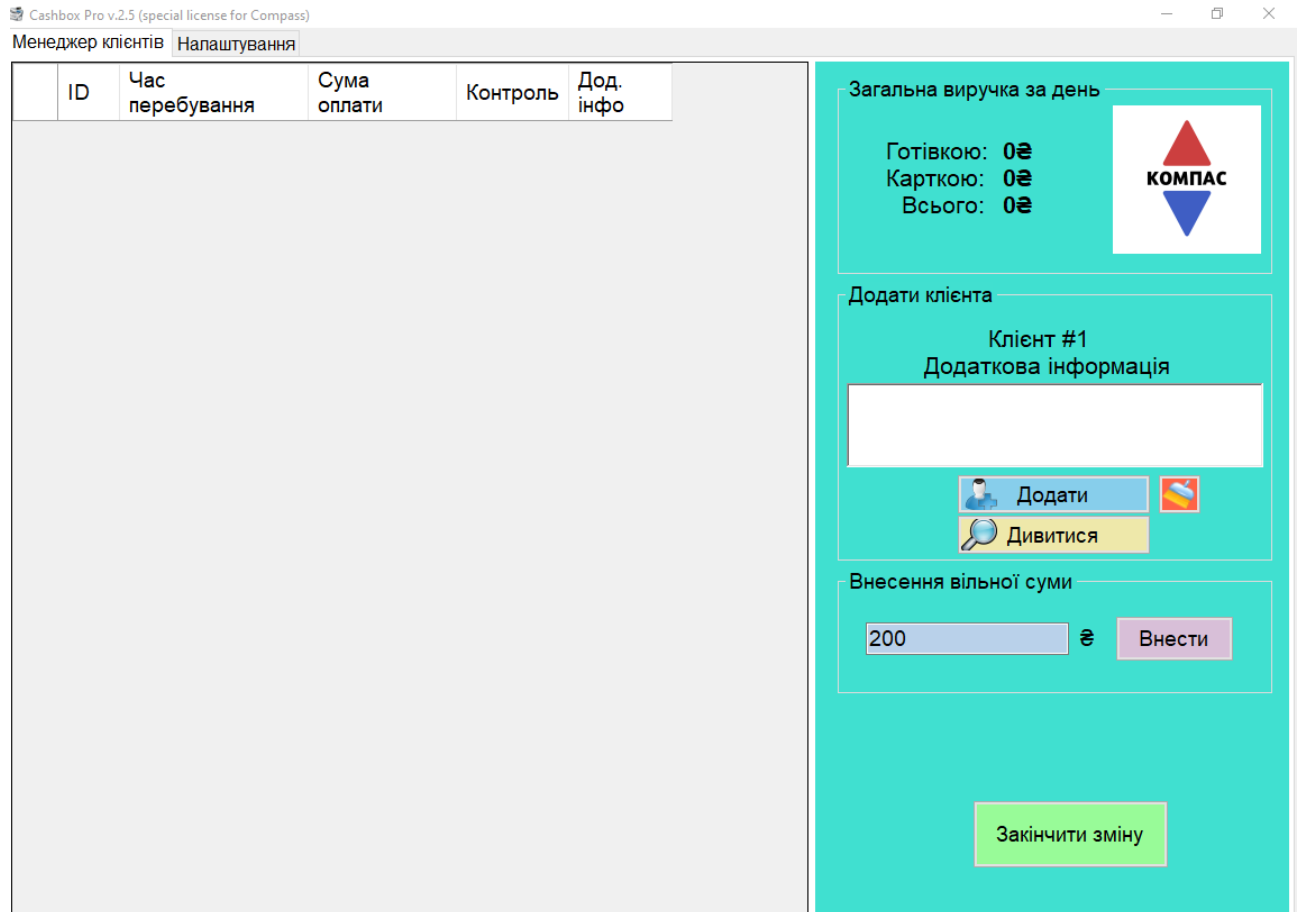 Cashbox Pro v.2.5 (special license for Compass)
Менеджер клієнтів Налаштування
ID
Час
перебування
Сума
оплати
Контроль
Дод.
інфо
Загальна виручка за день
Готівкою: 0₴
Карткою: 0₴
Всього: 0₴
КОМПАС
Додати клієнта
Клієнт #1
Додаткова інформація
Додати
Дивитися
Внесення вільної суми
200 ₴ Внести
Закінчити зміну